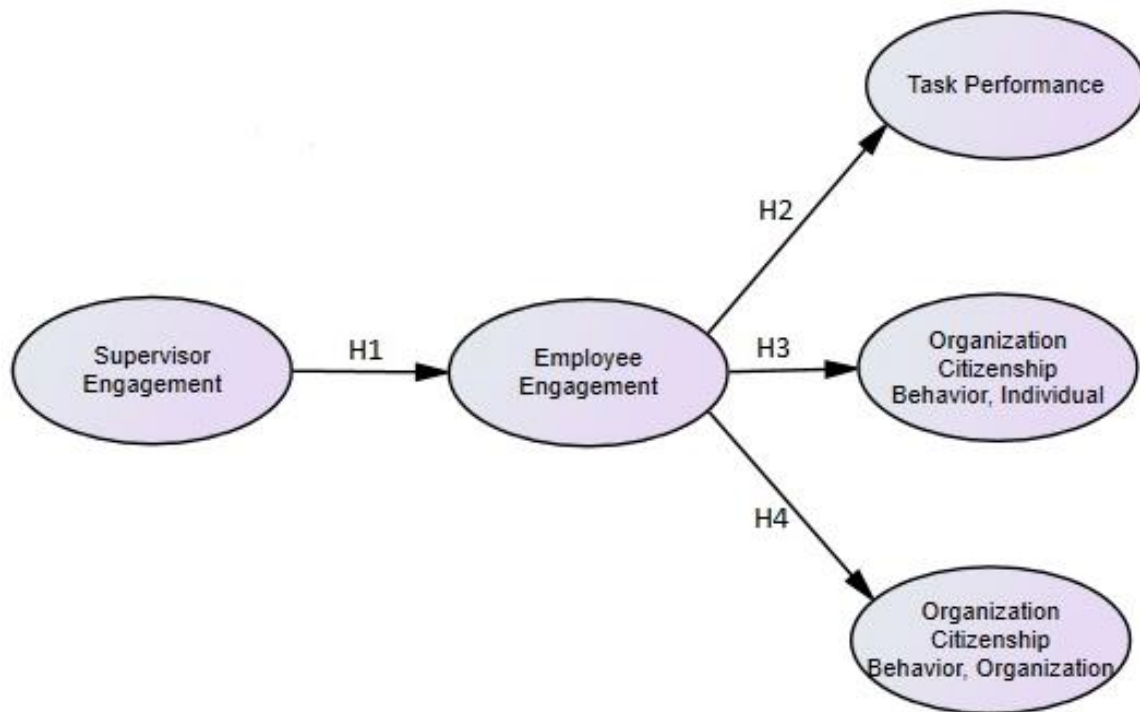 Task Performance
H2
Supervisor
Engagement
H1
Employee
Engagement
H3
Organization
Citizenship
Behavior, Individual
H4
Organization
Citizenship
Behavior, Organization